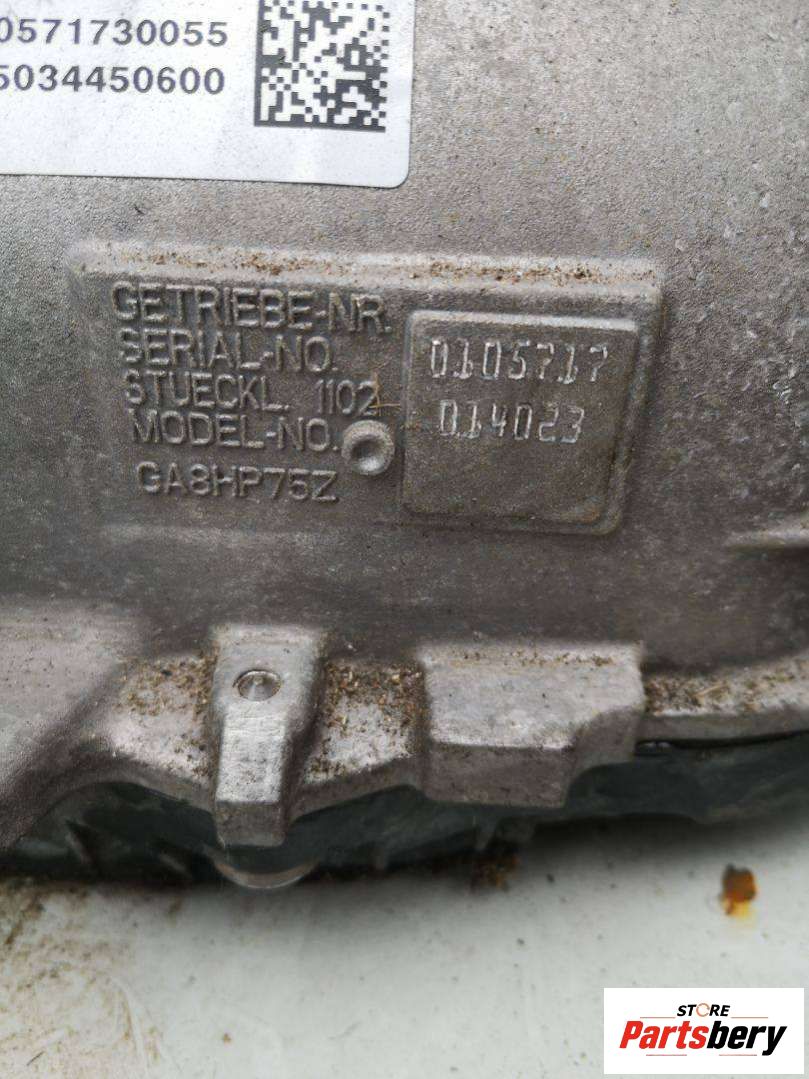 0571730055
5034450600
GETRIEBE-NR.
SERIAL-NO.
STUECKL. 1102
MODEL-NO.
GA8HP75Z
0105717
014023
STORE
Partsbery